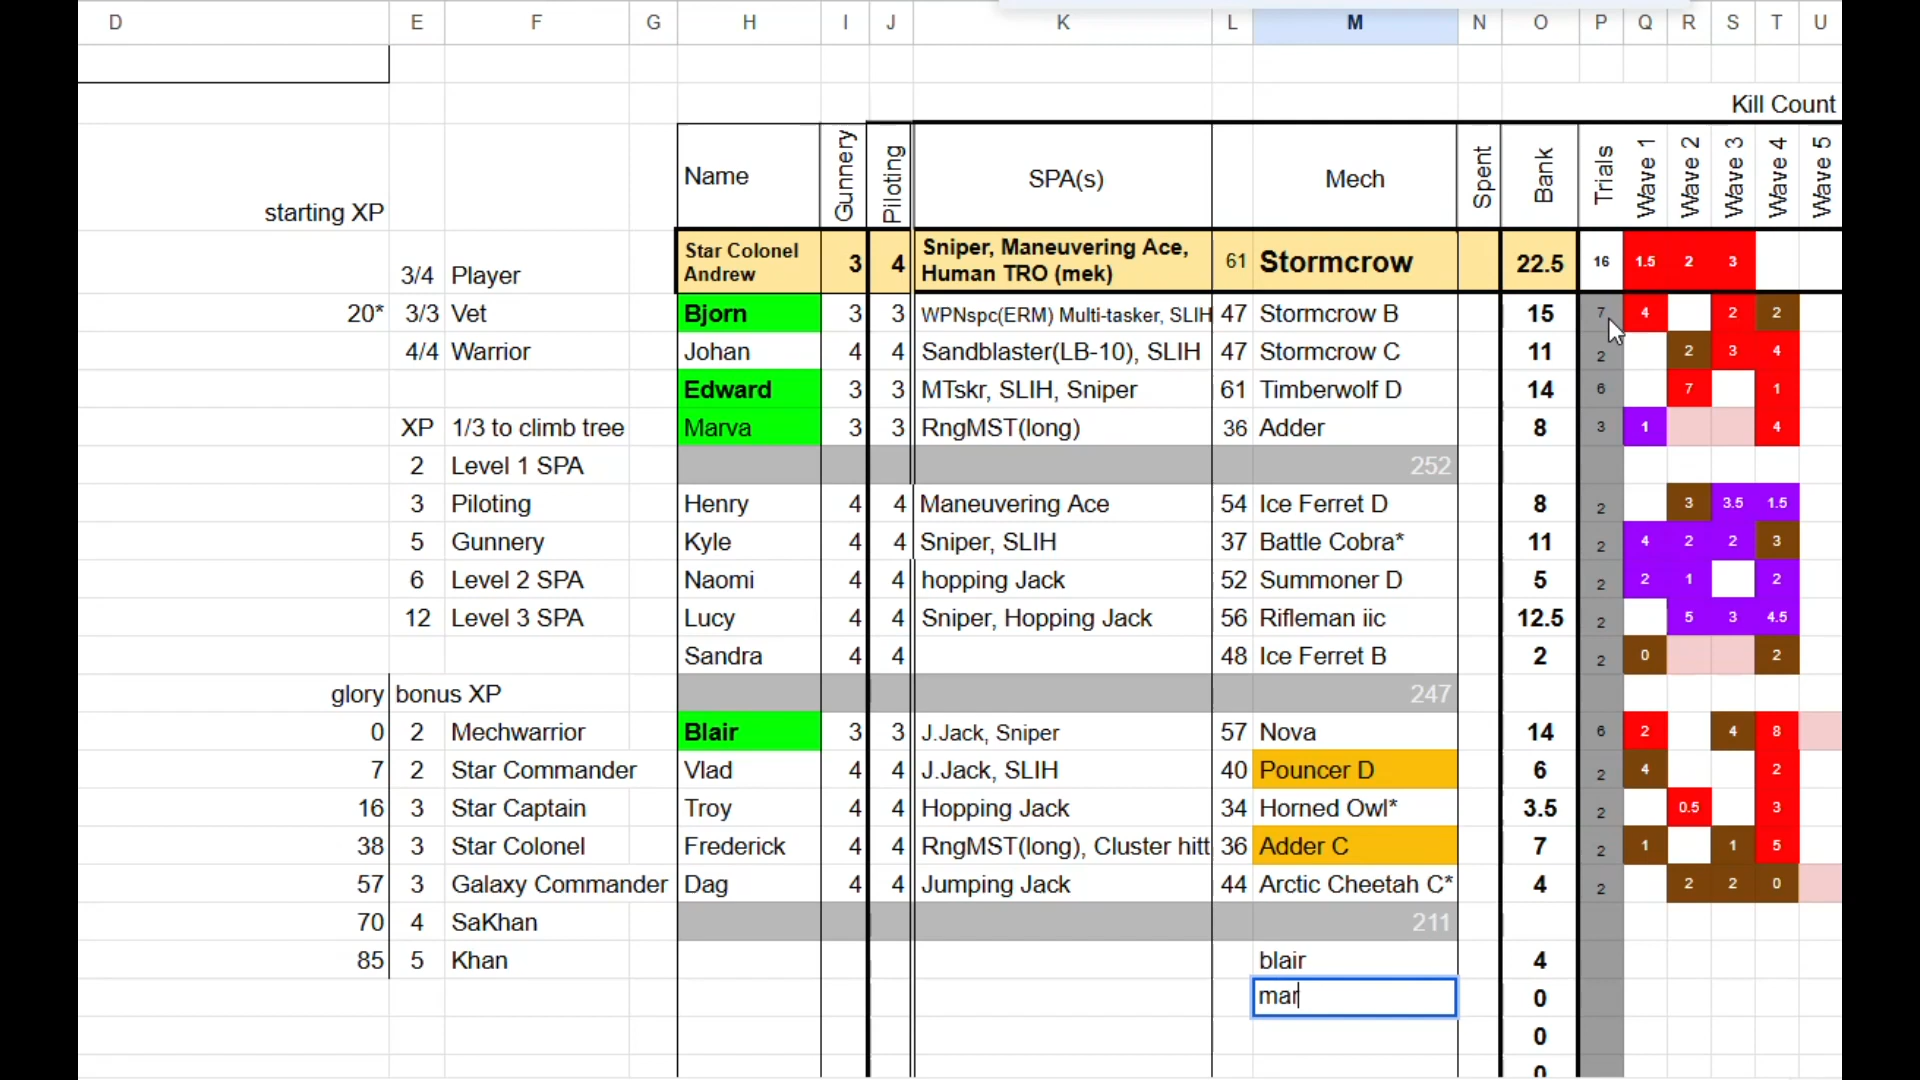 D E F G H I J K L M N O P Q R S T U
Kill Count
starting XP Name Gunnery Piloting SPA(s) Mech Spent Bank Trials Wave 1 Wave 2 Wave 3 Wave 4 Wave 5
3/4 Player Star Colonel Andrew 3 4 Sniper, Maneuvering Ace, Human TRO (mek) 61 Stormcrow 22.5 16 1.5 2 3
20* 3/3 Vet Bjorn 3 3 WPNspc(ERM) Multi-tasker, SLIH 47 Stormcrow B 15 7 4 2 2
4/4 Warrior Johan 4 4 Sandblaster(LB-10), SLIH 47 Stormcrow C 11 2 2 3 4
Edward 3 3 MTskr, SLIH, Sniper 61 Timberwolf D 14 6 7 1
XP 1/3 to climb tree Marva 3 3 RngMST(long) 36 Adder 8 3 1 4
2 Level 1 SPA 252
3 Piloting Henry 4 4 Maneuvering Ace 54 Ice Ferret D 8 2 3 3.5 1.5
5 Gunnery Kyle 4 4 Sniper, SLIH 37 Battle Cobra* 11 2 4 2 2 3
6 Level 2 SPA Naomi 4 4 hopping Jack 52 Summoner D 5 2 2 1 2
12 Level 3 SPA Lucy 4 4 Sniper, Hopping Jack 56 Rifleman iic 12.5 2 5 3 4.5
Sandra 4 4 48 Ice Ferret B 2 2 0 2
glory bonus XP 247
0 2 Mechwarrior Blair 3 3 J.Jack, Sniper 57 Nova 14 6 2 4 8
7 2 Star Commander Vlad 4 4 J.Jack, SLIH 40 Pouncer D 6 2 4 2
16 3 Star Captain Troy 4 4 Hopping Jack 34 Horned Owl* 3.5 2 0.5 3
38 3 Star Colonel Frederick 4 4 RngMST(long), Cluster hitt 36 Adder C 7 2 1 1 5
57 3 Galaxy Commander Dag 4 4 Jumping Jack 44 Arctic Cheetah C* 4 2 2 2 0
70 4 SaKhan 211
85 5 Khan blair 4
mar 0
0
0